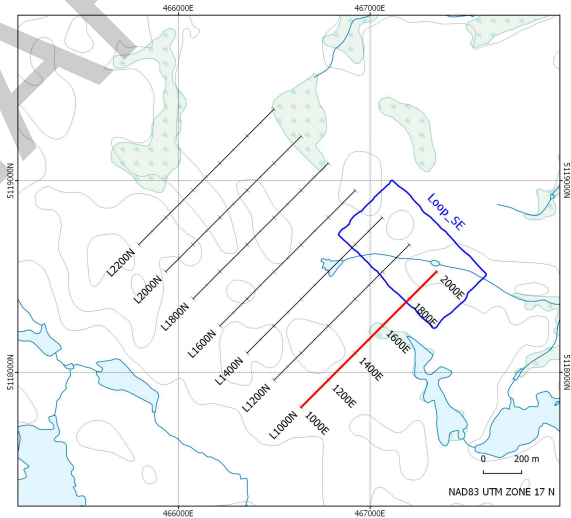 466000E
467000E
5119000N
5119000N
Loop_SE
L2200N
L2000N
L1800N
L1600N
L1400N
L1200N
L1000N
2000E
1800E
1600E
1400E
1200E
1000E
5118000N
5118000N
0 200 m
NAD83 UTM ZONE 17 N
466000E
467000E